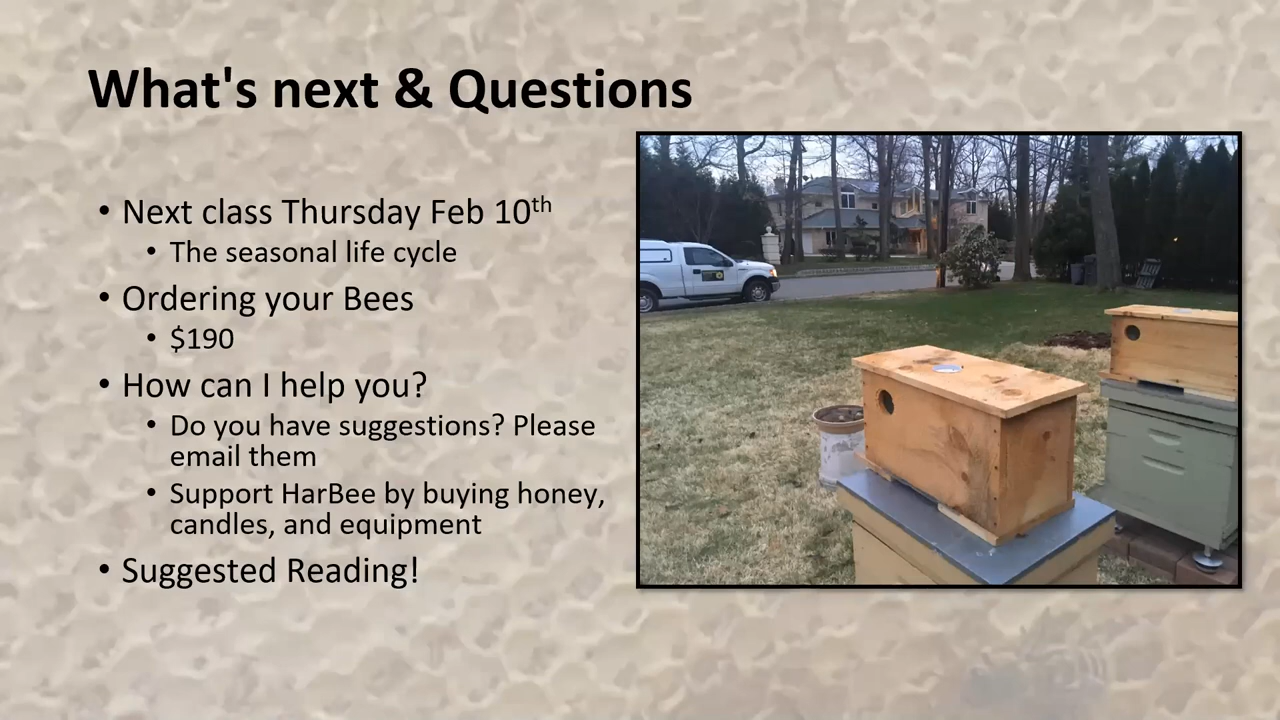 What's next & Questions
• Next class Thursday Feb 10th
• The seasonal life cycle
• Ordering your Bees
• $190
• How can I help you?
• Do you have suggestions? Please
email them
• Support HarBee by buying honey,
candles, and equipment
• Suggested Reading!